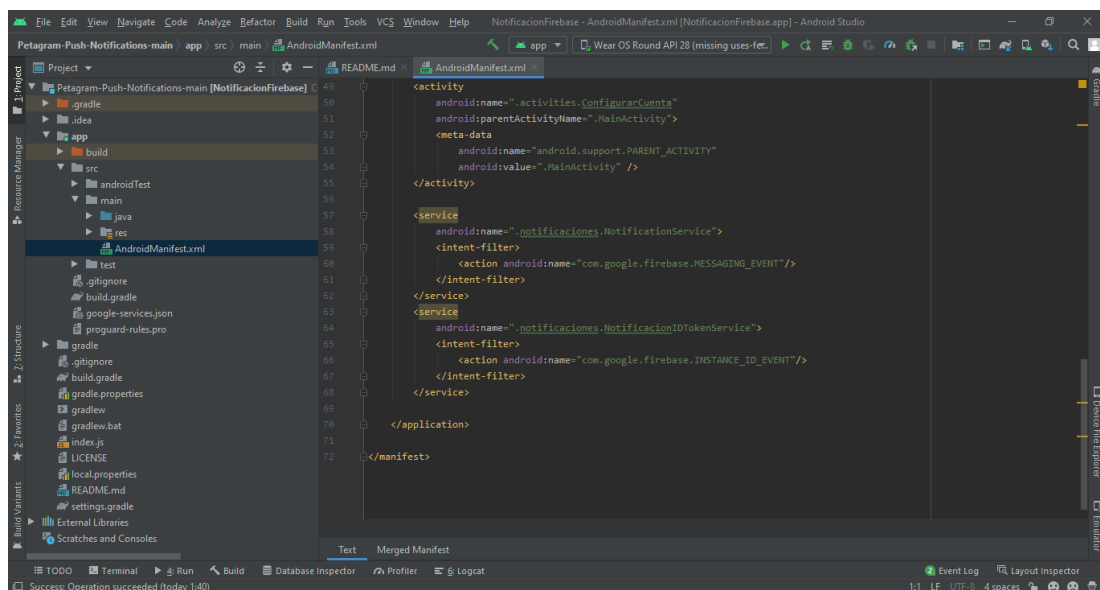 File Edit View Navigate Code Analyze Refactor Build Run Tools VCS Window Help NotificacionFirebase - AndroidManifest.xml [NotificacionFirebase.app] - Android Studio
Petagram-Push-Notifications-main app src main AndroidManifest.xml
app Wear OS Round API 28 (missing uses-fe..
Project
README.md AndroidManifest.xml
1: Project
Resource Manager
7: Structure
2: Favorites
Build Variants
Petagram-Push-Notifications-main [NotificacionFirebase] C
.gradle
.idea
app
build
src
androidTest
main
java
res
AndroidManifest.xml
test
.gitignore
build.gradle
google-services.json
proguard-rules.pro
gradle
.gitignore
build.gradle
gradle.properties
gradlew
gradlew.bat
index.js
LICENSE
local.properties
README.md
settings.gradle
External Libraries
Scratches and Consoles
49 <activity
50 android:name=".activities.ConfigurarCuenta"
51 android:parentActivityName=".MainActivity">
52 <meta-data
53 android:name="android.support.PARENT_ACTIVITY"
54 android:value=".MainActivity" />
55 </activity>
56
57 <service
58 android:name=".notificaciones.NotificationService">
59 <intent-filter>
60 <action android:name="com.google.firebase.MESSAGING_EVENT"/>
61 </intent-filter>
62 </service>
63 <service
64 android:name=".notificaciones.NotificacionIDTokenService">
65 <intent-filter>
66 <action android:name="com.google.firebase.INSTANCE_ID_EVENT"/>
67 </intent-filter>
68 </service>
69
70 </application>
71
72 </manifest>
Gradle
Device File Explorer
Emulator
Text Merged Manifest
TODO Terminal 4: Run Build Database Inspector Profiler 6: Logcat 2 Event Log Layout Inspector
Success: Operation succeeded (today 1:40) 1:1 LF UTF-8 4 spaces